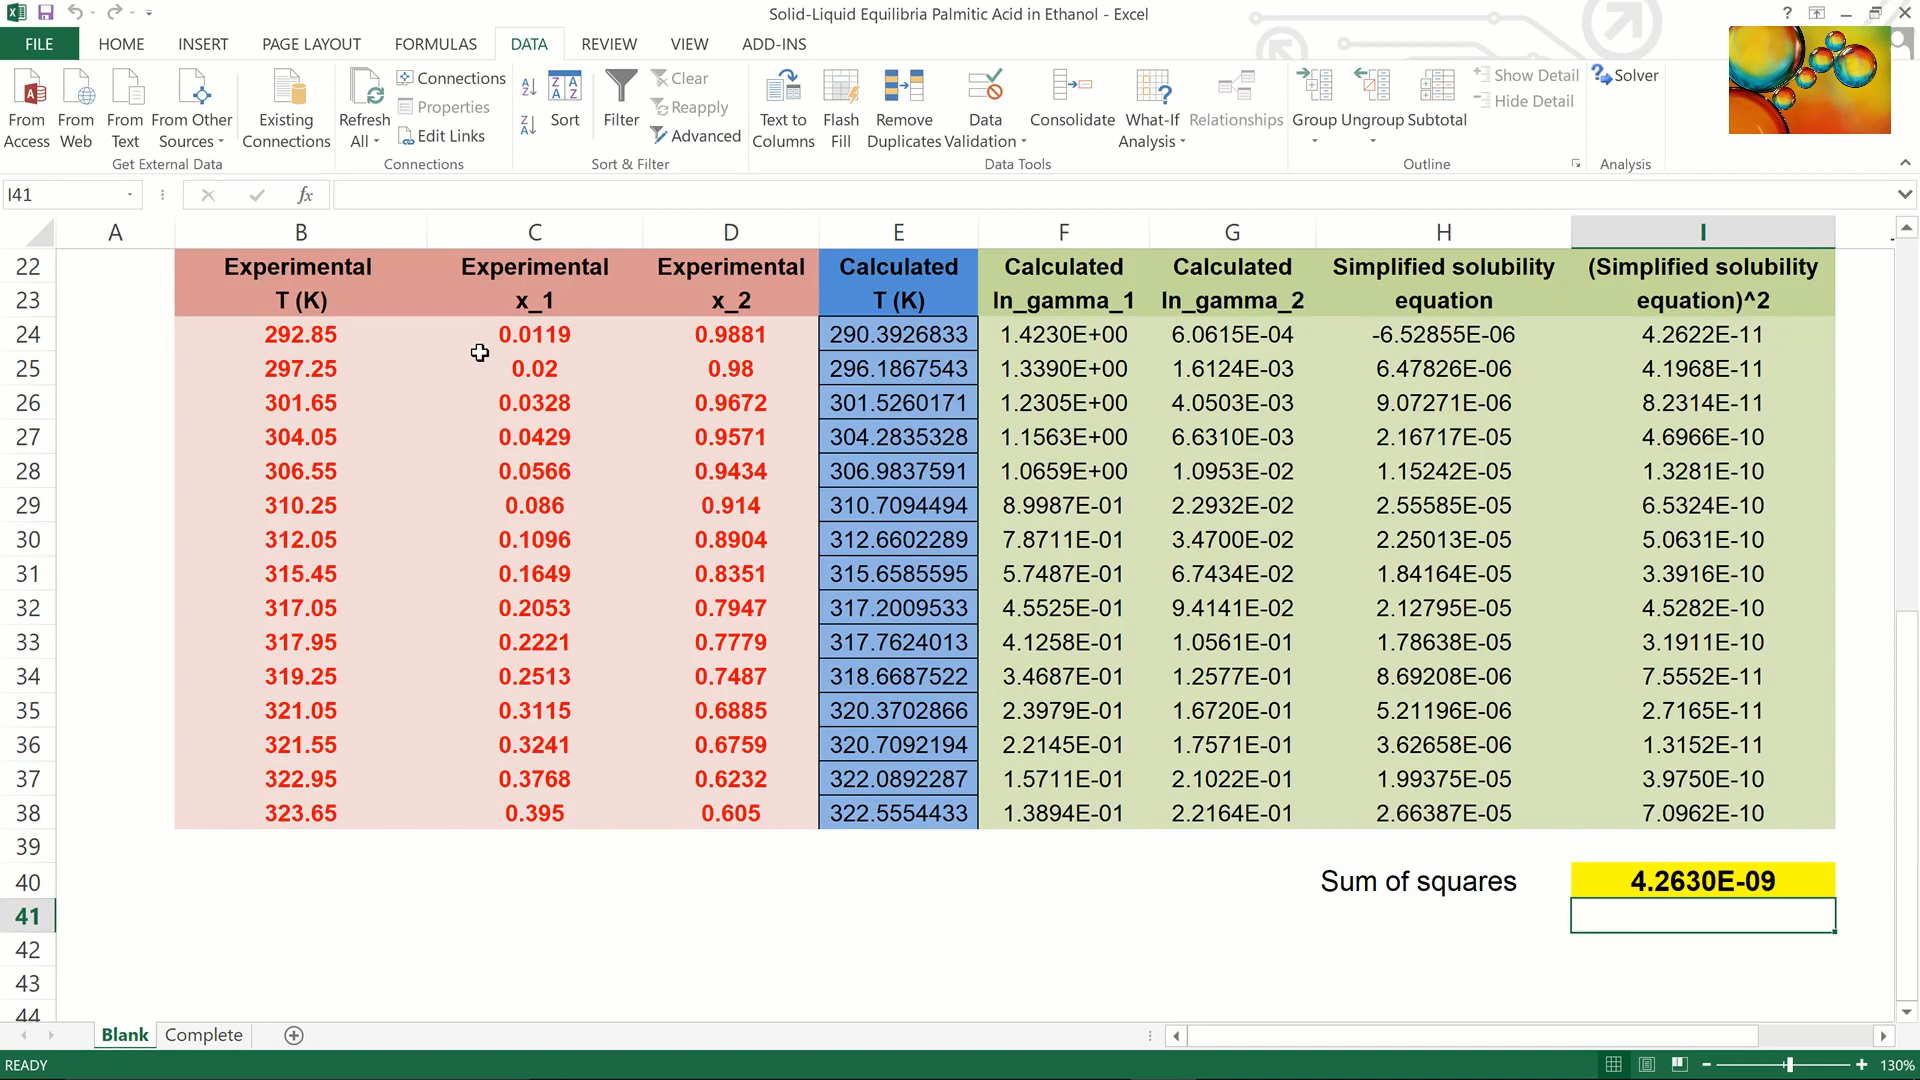 Solid-Liquid Equilibria Palmitic Acid in Ethanol - Excel
?
FILE HOME INSERT PAGE LAYOUT FORMULAS DATA REVIEW VIEW ADD-INS
From Access
From Web
From Text
From Other Sources
Existing Connections
Get External Data
Refresh All
Connections
Properties
Edit Links
Connections
Sort
Filter
Clear
Reapply
Advanced
Sort & Filter
Text to Columns
Flash Fill
Remove Duplicates
Data Validation
Consolidate
What-If Analysis
Relationships
Data Tools
Group
Ungroup
Subtotal
Show Detail
Hide Detail
Outline
Solver
Analysis
I41 fx
A B C D E F G H I
22 Experimental Experimental Experimental Calculated Calculated Calculated Simplified solubility (Simplified solubility
23 T (K) x_1 x_2 T (K) ln_gamma_1 ln_gamma_2 equation equation)^2
24 292.85 0.0119 0.9881 290.3926833 1.4230E+00 6.0615E-04 -6.52855E-06 4.2622E-11
25 297.25 0.02 0.98 296.1867543 1.3390E+00 1.6124E-03 6.47826E-06 4.1968E-11
26 301.65 0.0328 0.9672 301.5260171 1.2305E+00 4.0503E-03 9.07271E-06 8.2314E-11
27 304.05 0.0429 0.9571 304.2835328 1.1563E+00 6.6310E-03 2.16717E-05 4.6966E-10
28 306.55 0.0566 0.9434 306.9837591 1.0659E+00 1.0953E-02 1.15242E-05 1.3281E-10
29 310.25 0.086 0.914 310.7094494 8.9987E-01 2.2932E-02 2.55585E-05 6.5324E-10
30 312.05 0.1096 0.8904 312.6602289 7.8711E-01 3.4700E-02 2.25013E-05 5.0631E-10
31 315.45 0.1649 0.8351 315.6585595 5.7487E-01 6.7434E-02 1.84164E-05 3.3916E-10
32 317.05 0.2053 0.7947 317.2009533 4.5525E-01 9.4141E-02 2.12795E-05 4.5282E-10
33 317.95 0.2221 0.7779 317.7624013 4.1258E-01 1.0561E-01 1.78638E-05 3.1911E-10
34 319.25 0.2513 0.7487 318.6687522 3.4687E-01 1.2577E-01 8.69208E-06 7.5552E-11
35 321.05 0.3115 0.6885 320.3702866 2.3979E-01 1.6720E-01 5.21196E-06 2.7165E-11
36 321.55 0.3241 0.6759 320.7092194 2.2145E-01 1.7571E-01 3.62658E-06 1.3152E-11
37 322.95 0.3768 0.6232 322.0892287 1.5711E-01 2.1022E-01 1.99375E-05 3.9750E-10
38 323.65 0.395 0.605 322.5554433 1.3894E-01 2.2164E-01 2.66387E-05 7.0962E-10
39
40 Sum of squares 4.2630E-09
41
42
43
44
Blank Complete
READY 130%